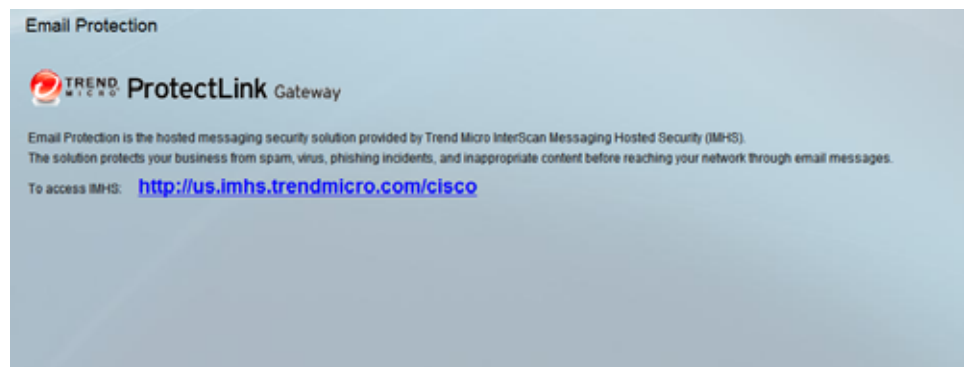 Email Protection
TREND MICRO ProtectLink Gateway
Email Protection is the hosted messaging security solution provided by Trend Micro InterScan Messaging Hosted Security (IMHS).
The solution protects your business from spam, virus, phishing incidents, and inappropriate content before reaching your network through email messages.
To access IMHS: http://us.imhs.trendmicro.com/cisco